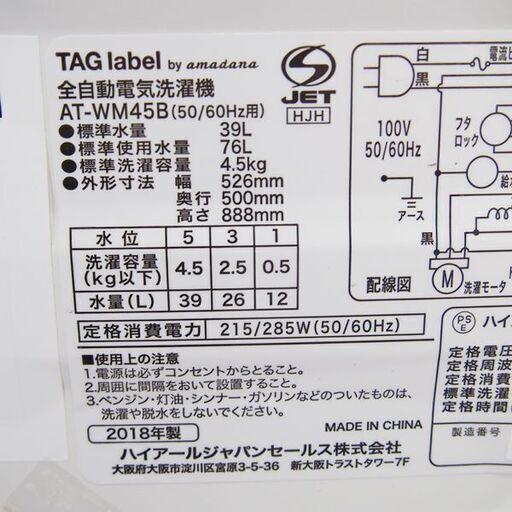 TAG label by amadana
全自動電気洗濯機
AT-WM45B(50/60Hz用)
●標準水量 39L
●標準使用水量 76L
●標準洗濯容量 4.5kg
●外形寸法 幅 526mm
奥行 500mm
高さ 888mm
水位 5 3 1
洗濯容量(kg以下) 4.5 2.5 0.5
水量(L) 39 26 12
定格消費電力 215/285W(50/60Hz)
■使用上の注意
1.電源は必ずコンセントからとること。
2.周囲に間隔をおいて設置すること。
3.ベンジン・灯油・シンナー・ガソリンなどのついたものは、
洗濯や脱水をしないでください。
2018年製
MADE IN CHINA
ハイアールジャパンセールス株式会社
大阪府大阪市淀川区宮原3-5-36 新大阪トラストタワー7F
S JET
HJH
白
黒
100V
50/60Hz
アース
電流ヒ
フタ
ロック
給水
黒
M
洗濯モータ
配線図
PS
E
ハイ
定格電圧
定格周波
定格消費
標準洗濯
定格時間(
製造番号